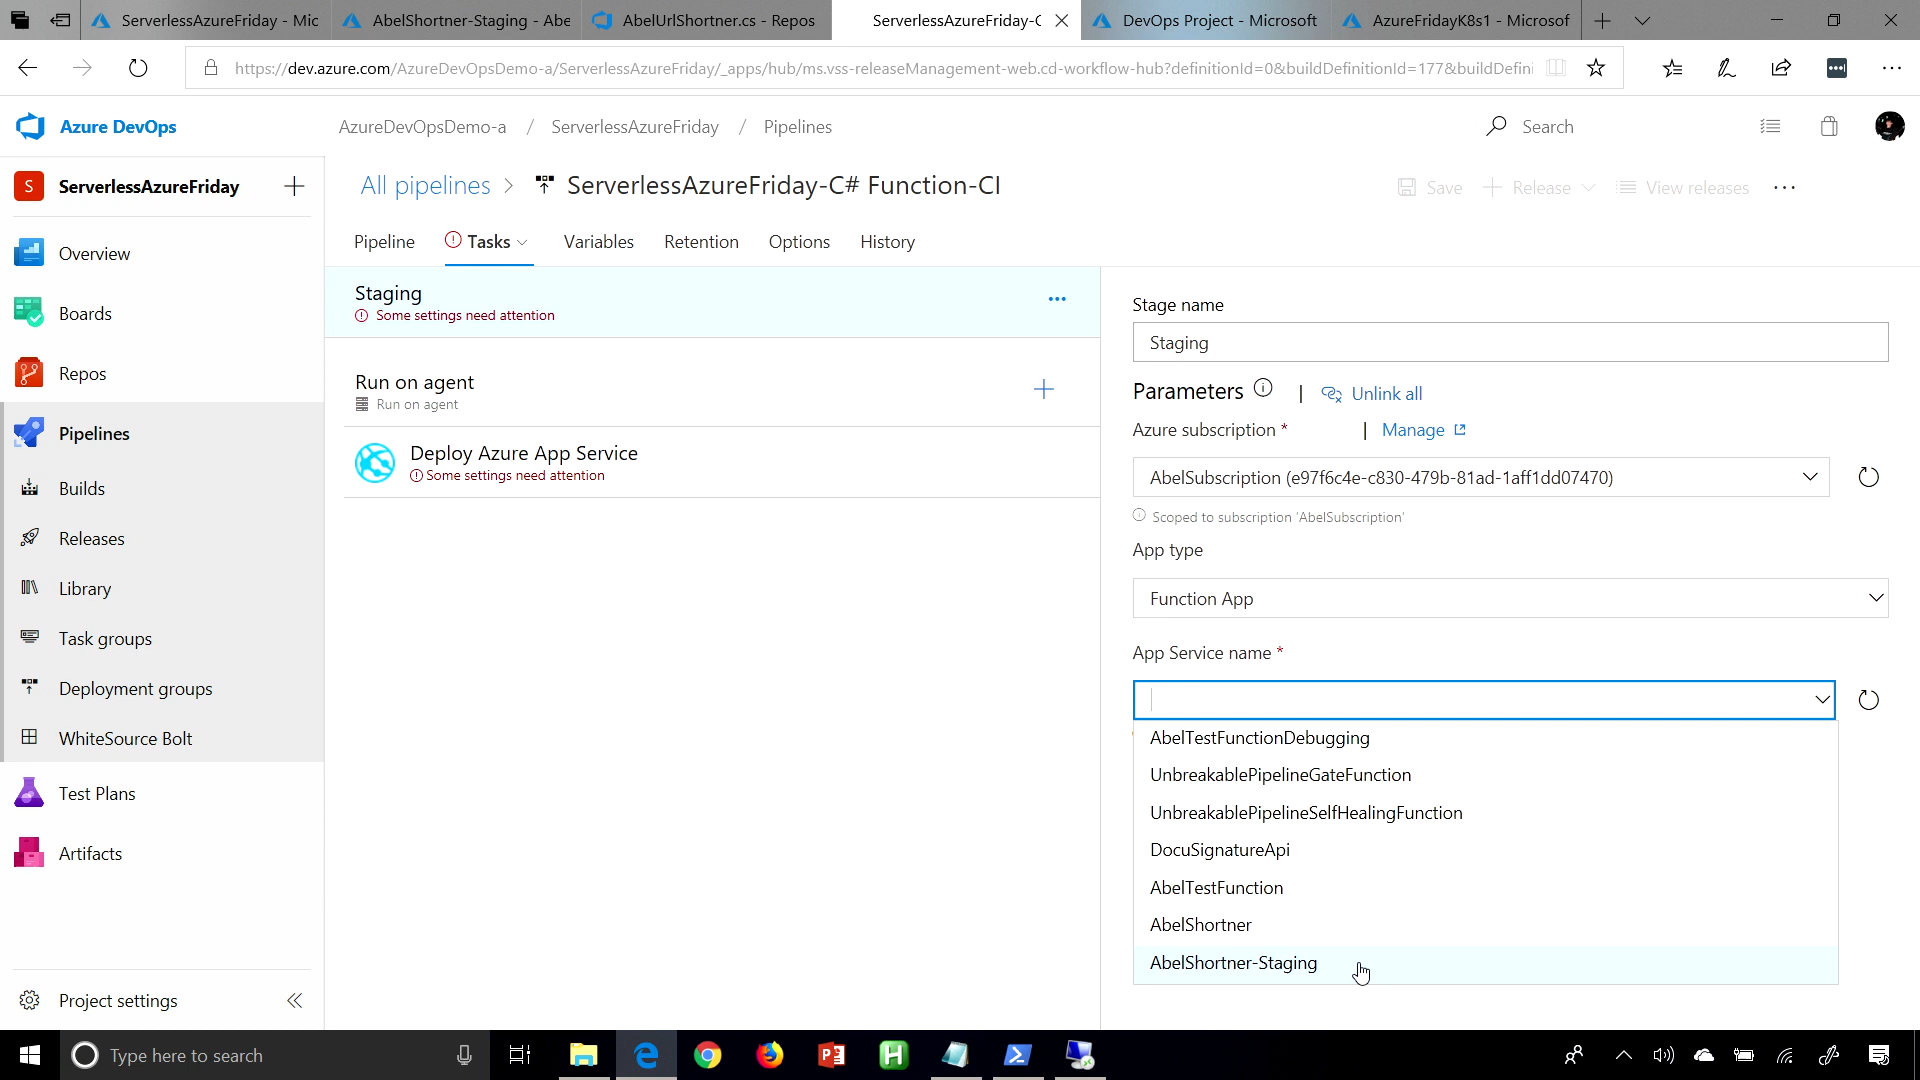 ServerlessAzureFriday - Mic
AbelShortner-Staging - Abe
AbelUrlShortner.cs - Repos
ServerlessAzureFriday-C
DevOps Project - Microsoft
AzureFridayK8s1 - Microsof
https://dev.azure.com/AzureDevOpsDemo-a/ServerlessAzureFriday/_apps/hub/ms.vss-releaseManagement-web.cd-workflow-hub?definitionId=0&buildDefinitionId=177&buildDefini
Azure DevOps
AzureDevOpsDemo-a / ServerlessAzureFriday / Pipelines
Search
S ServerlessAzureFriday
All pipelines > ServerlessAzureFriday-C# Function-CI
Save
Release
View releases
Pipeline
Tasks
Variables
Retention
Options
History
Overview
Boards
Repos
Pipelines
Builds
Releases
Library
Task groups
Deployment groups
WhiteSource Bolt
Test Plans
Artifacts
Project settings
Staging
Some settings need attention
Run on agent
Run on agent
Deploy Azure App Service
Some settings need attention
Stage name
Staging
Parameters | Unlink all
Azure subscription * | Manage
AbelSubscription (e97f6c4e-c830-479b-81ad-1aff1dd07470)
Scoped to subscription 'AbelSubscription'
App type
Function App
App Service name *
AbelTestFunctionDebugging
UnbreakablePipelineGateFunction
UnbreakablePipelineSelfHealingFunction
DocuSignatureApi
AbelTestFunction
AbelShortner
AbelShortner-Staging
Type here to search